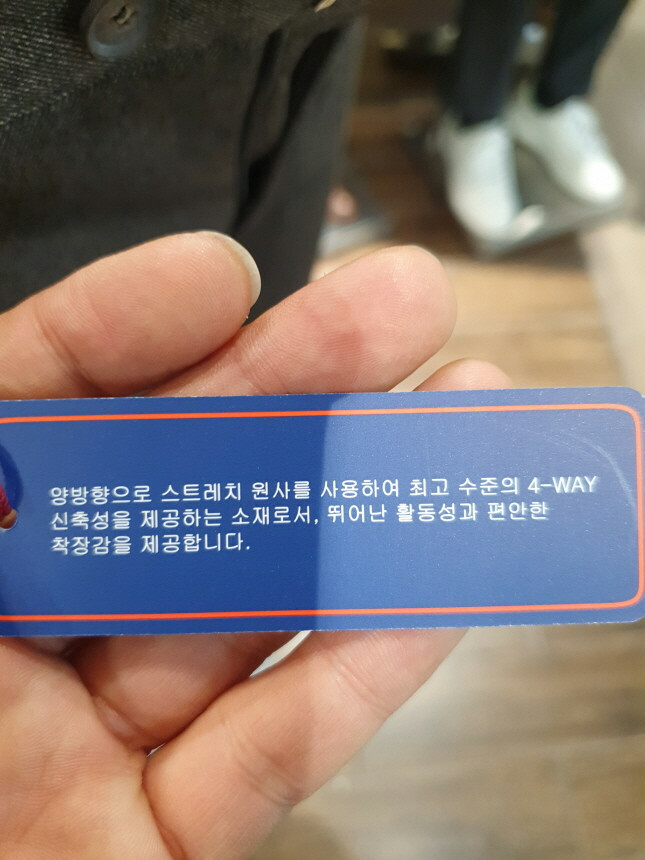 양방향으로 스트레치 원사를 사용하여 최고 수준의 4-WAY
신축성을 제공하는 소재로서, 뛰어난 활동성과 편안한
착장감을 제공합니다.